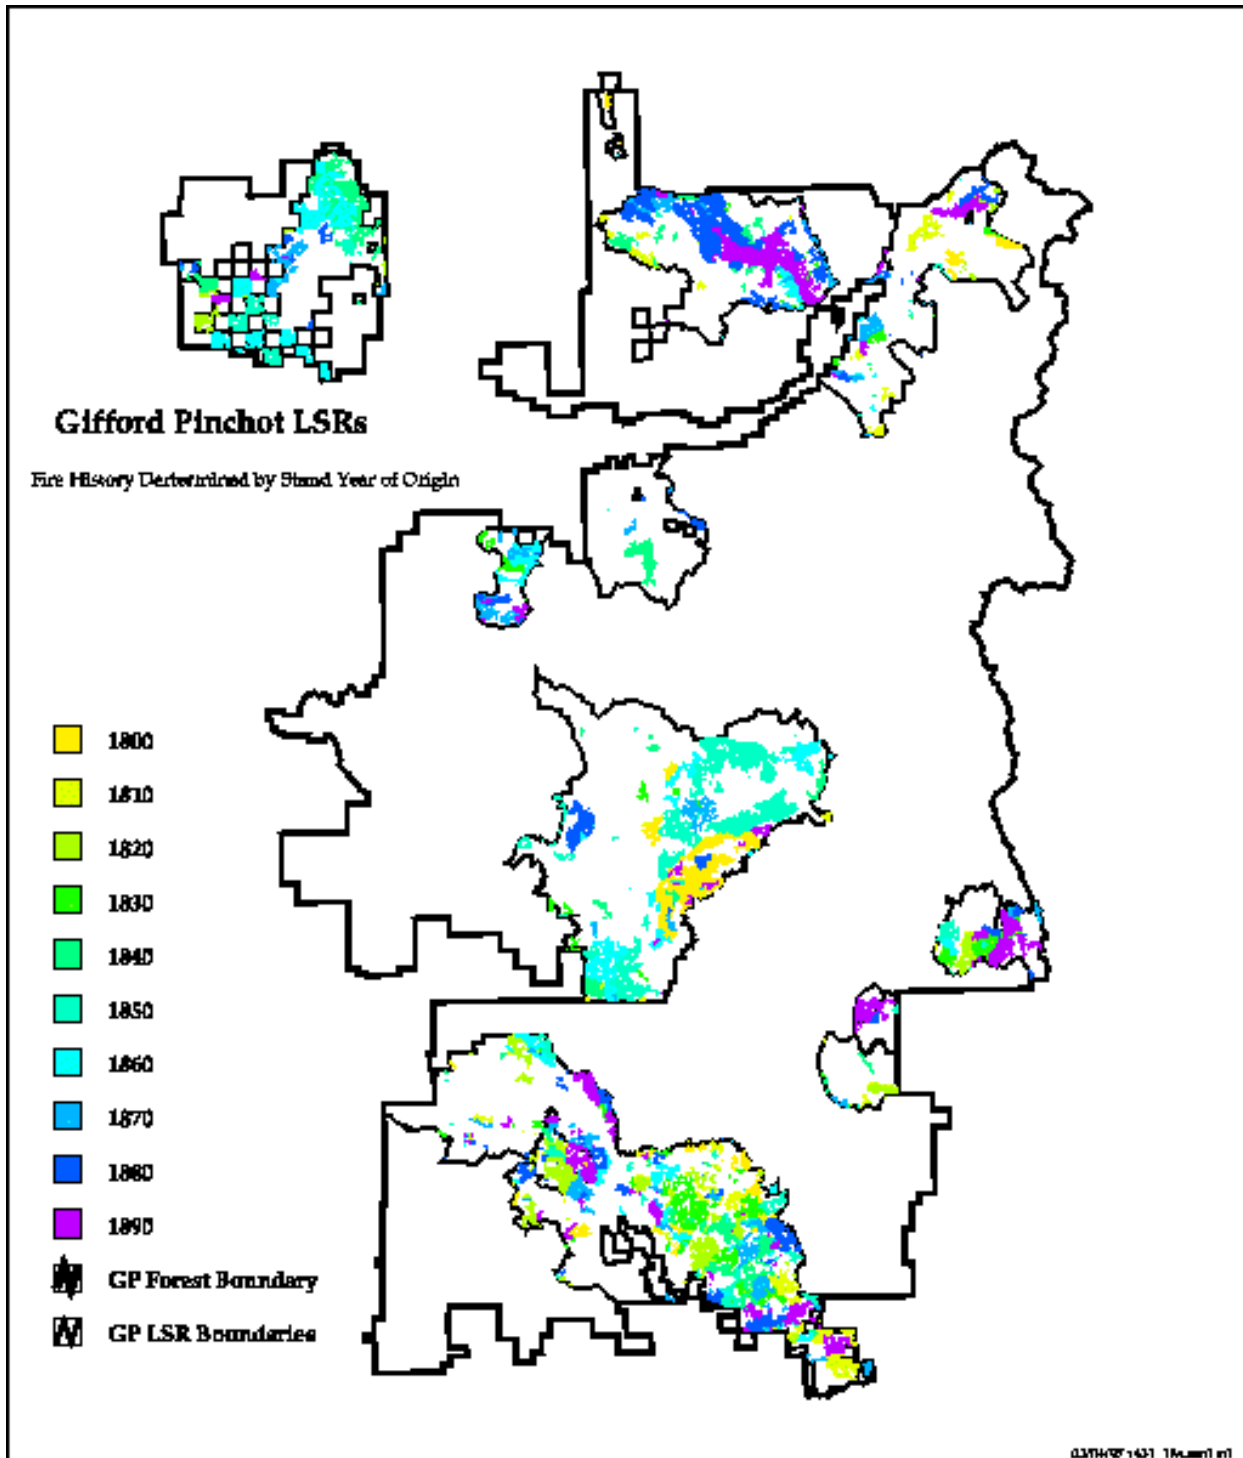 Gifford Pinchot LSRs
Fire History Dertermined by Stand Year of Origin
1800
1810
1820
1830
1840
1850
1860
1870
1880
1890
GP Forest Boundary
GP LSR Boundaries